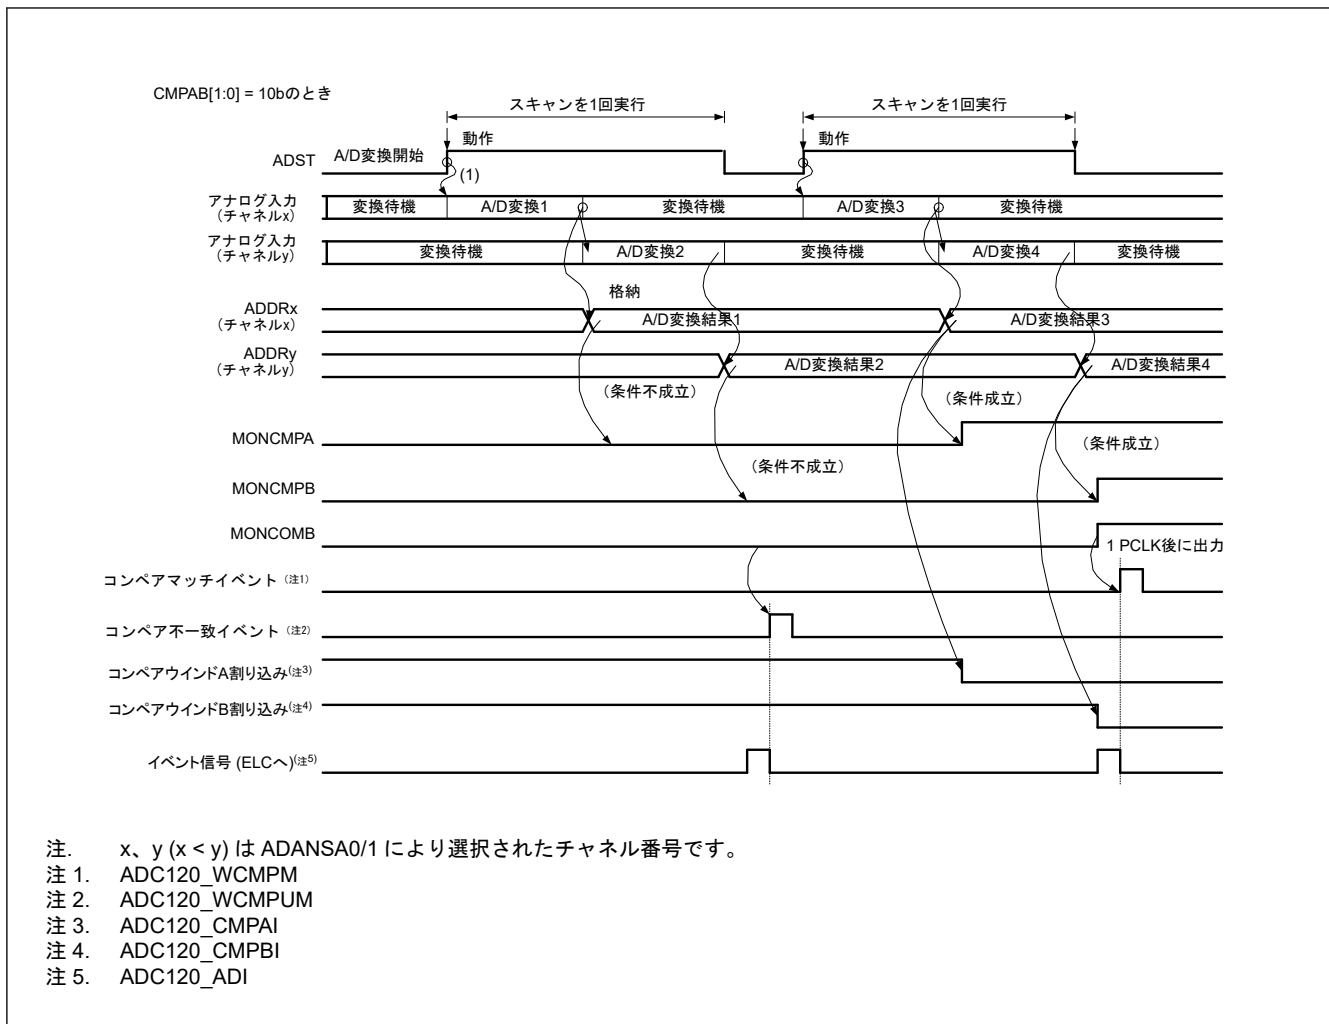 CMPAB[1:0] = 10bのとき
スキャンを1回実行
スキャンを1回実行
動作
動作
ADST
A/D変換開始
(1)
アナログ入力
(チャネルx)
変換待機
A/D変換1
変換待機
A/D変換3
変換待機
アナログ入力
(チャネルy)
変換待機
A/D変換2
変換待機
A/D変換4
変換待機
格納
ADDRx
(チャネルx)
A/D変換結果1
A/D変換結果3
ADDRy
(チャネルy)
A/D変換結果2
A/D変換結果4
(条件不成立)
(条件成立)
MONCMPA
(条件成立)
(条件不成立)
MONCMPB
MONCOMB
1 PCLK後に出力
コンペアマッチイベント (注1)
コンペア不一致イベント (注2)
コンペアウインドA割り込み(注3)
コンペアウインドB割り込み(注4)
イベント信号 (ELCへ)(注5)
注. x、y (x < y) は ADANSA0/1 により選択されたチャネル番号です。
注 1. ADC120_WCMPM
注 2. ADC120_WCMPUM
注 3. ADC120_CMPAI
注 4. ADC120_CMPBI
注 5. ADC120_ADI